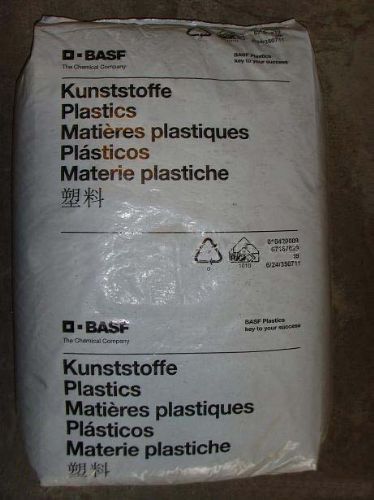 BASF
The Chemical Company
BASF Plastics
key to your success
Kunststoffe
Plastics
Matières plastiques
Plásticos
Materie plastiche
塑料
BASF
The Chemical Company
BASF Plastics
key to your success
Kunststoffe
Plastics
Matières plastiques
Plásticos
Materie plastiche
塑料